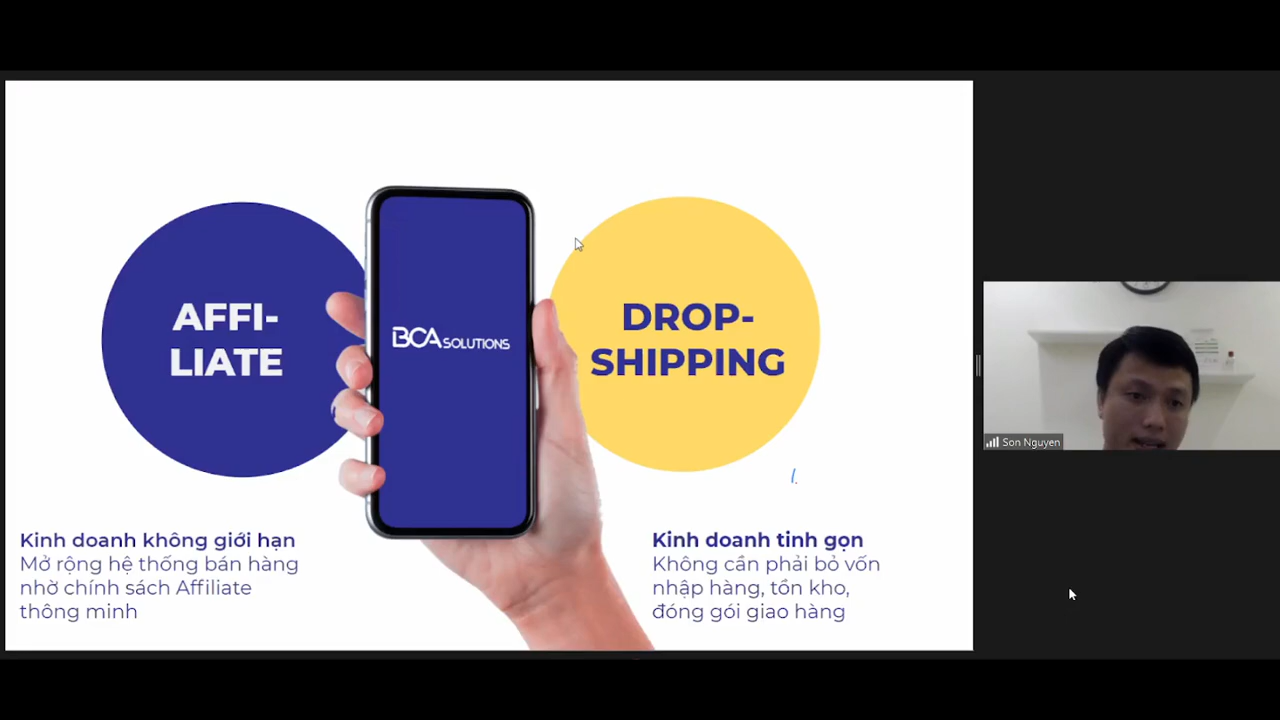 AFFI-
LIATE
BCA SOLUTIONS
DROP-
SHIPPING
Kinh doanh không giới hạn
Mở rộng hệ thống bán hàng
nhờ chính sách Affiliate
thông minh
Kinh doanh tinh gọn
Không cần phải bỏ vốn
nhập hàng, tồn kho,
đóng gói giao hàng
Son Nguyen